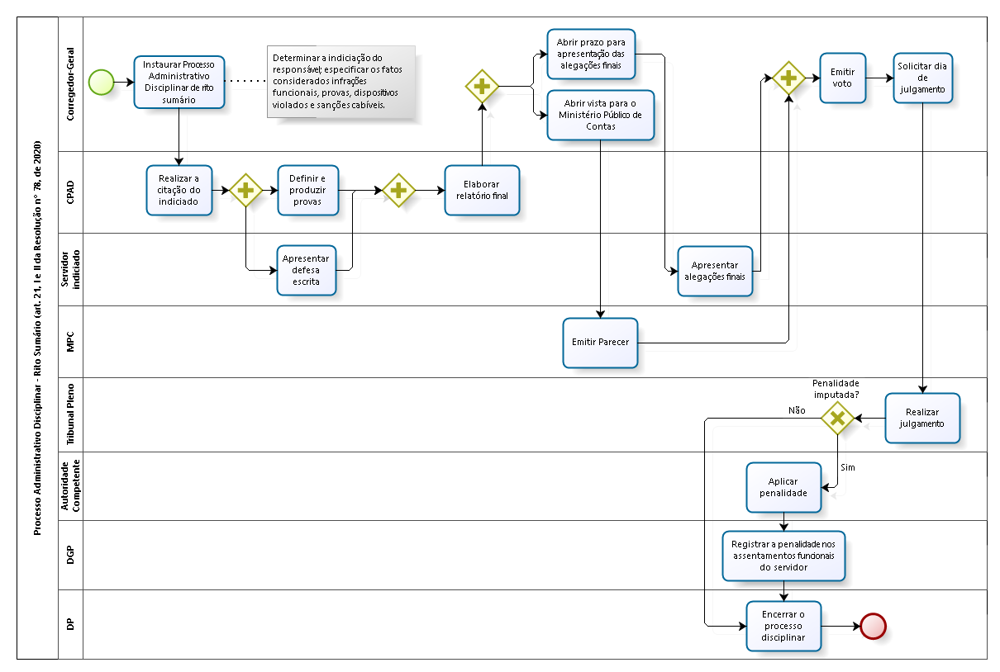 Processo Administrativo Disciplinar - Rito Sumário (art. 21, I e II da Resolução nº 78, de 2020)
Corregedor-Geral
Instaurar Processo
Administrativo
Disciplinar de rito
sumário
Determinar a indiciação do
responsável; especificar os fatos
considerados infrações
funcionais, provas, dispositivos
violados e sanções cabíveis.
Abrir prazo para
apresentação das
alegações finais
Abrir vista para o
Ministério Público de
Contas
Emitir
voto
Solicitar dia
de
julgamento
CPAD
Realizar a
citação do
indiciado
Definir e
produzir
provas
Elaborar
relatório final
Servidor
indiciado
Apresentar
defesa
escrita
Apresentar
alegações finais
MPC
Emitir Parecer
Tribunal Pleno
Penalidade
imputada?
Não
Sim
Realizar
julgamento
Autoridade
Competente
Aplicar
penalidade
DGP
Registrar a penalidade nos
assentamentos funcionais
do servidor
DP
Encerrar o
processo
disciplinar